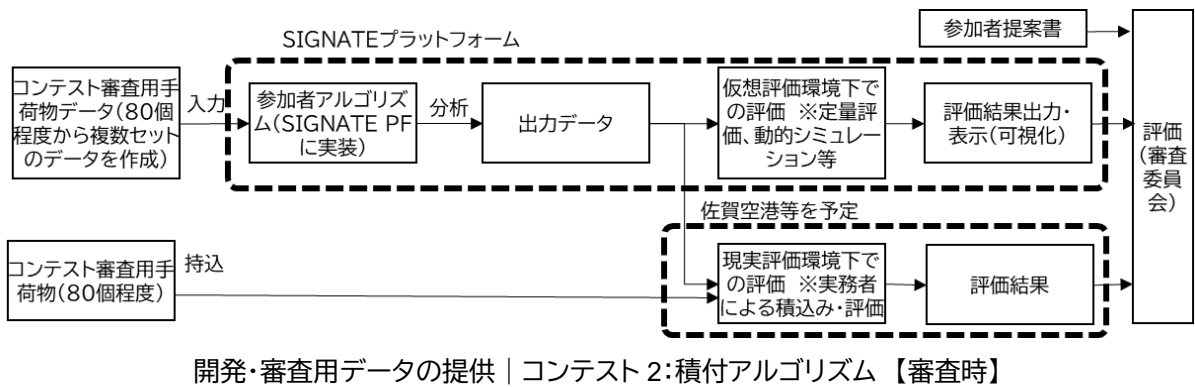 参加者提案書
SIGNATEプラットフォーム
コンテスト審査用手
荷物データ(80個
程度から複数セット
のデータを作成)
入力
参加者アルゴリズ
ム(SIGNATE PF
に実装)
分析
出力データ
仮想評価環境下で
の評価 ※定量評
価、動的シミュレー
ション等
評価結果出力・
表示(可視化)
評価
(審査
委員
会)
佐賀空港等を予定
コンテスト審査用手
荷物(80個程度)
持込
現実評価環境下で
の評価 ※実務者
による積込み・評価
評価結果
開発・審査用データの提供|コンテスト2:積付アルゴリズム 【審査時】